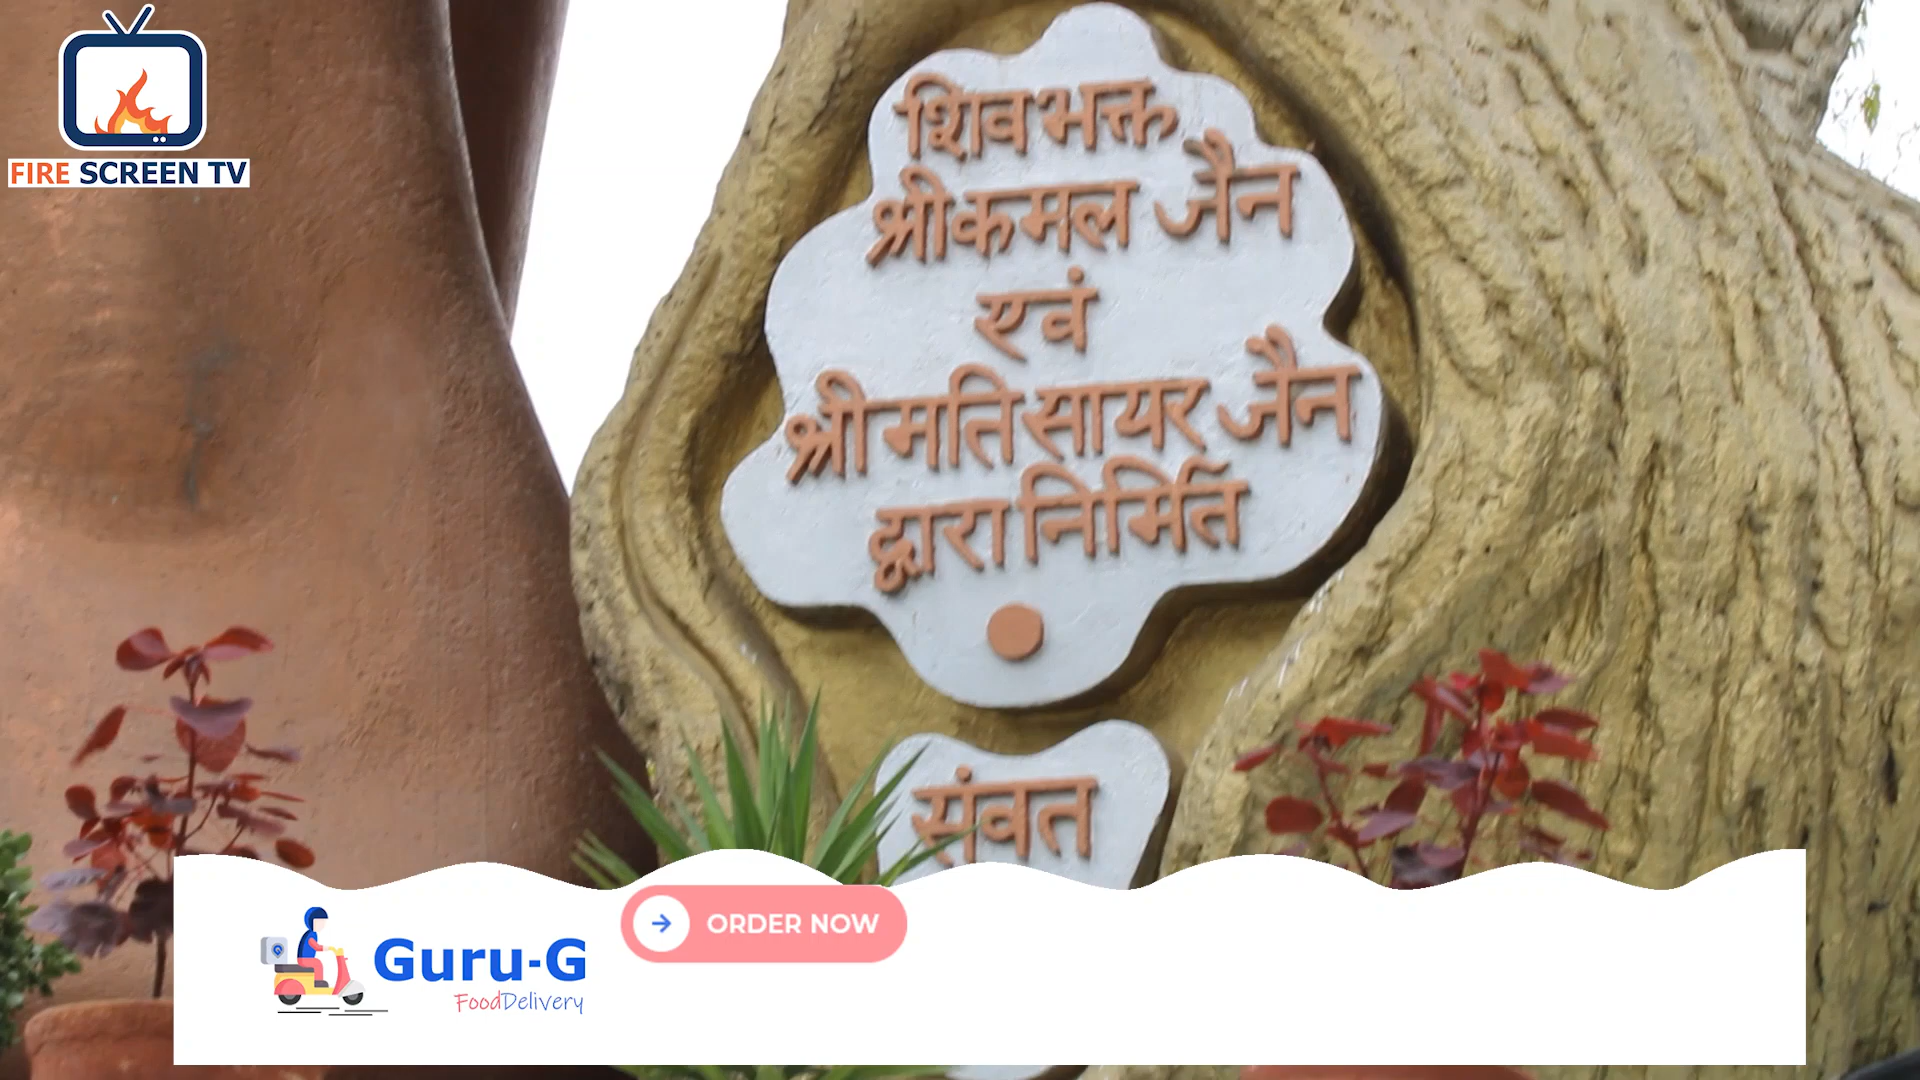 FIRE SCREEN TV
शिवभक्त
श्री कमल जैन
एवं
श्रीमति सायर जैन
द्वारा निर्मित
संवत
ORDER NOW
Guru-G
FoodDelivery